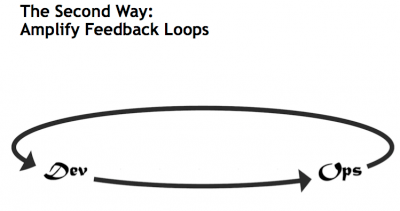 The Second Way:
Amplify Feedback Loops
Dev Ops